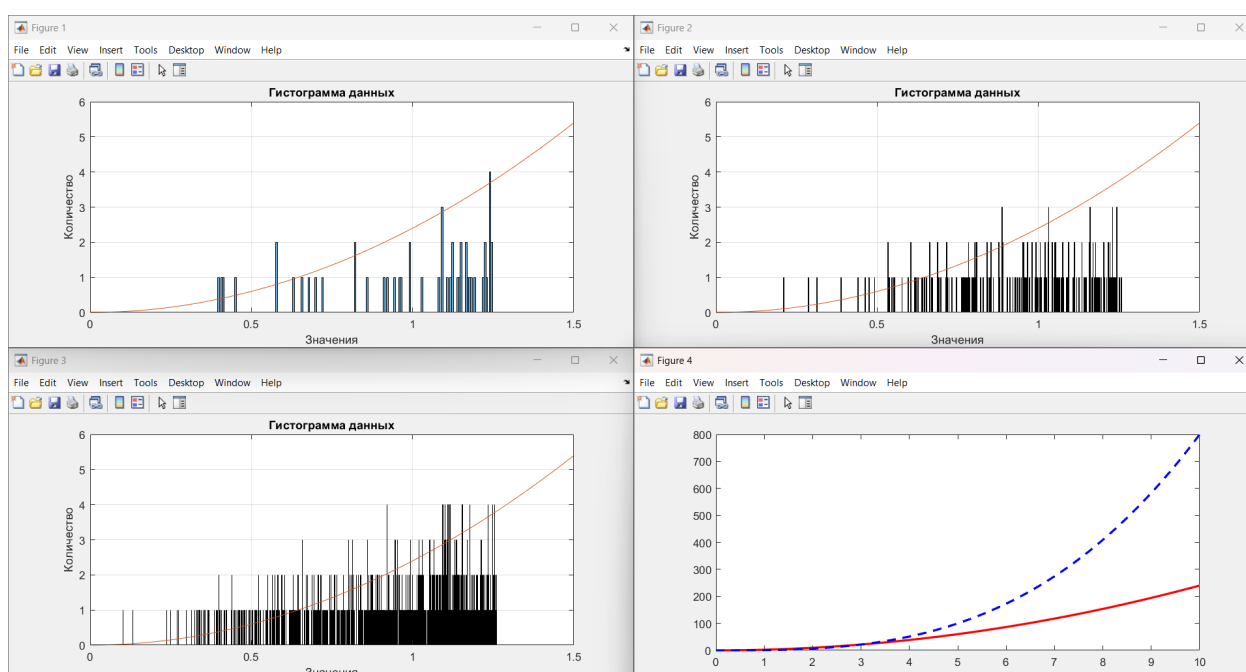 Figure 1
File Edit View Insert Tools Desktop Window Help
Гистограмма данных
6
5
4
3
2
1
0
Количество
0 0.5 1 1.5
Значения
Figure 2
File Edit View Insert Tools Desktop Window Help
Гистограмма данных
6
5
4
3
2
1
0
Количество
0 0.5 1 1.5
Значения
Figure 3
File Edit View Insert Tools Desktop Window Help
Гистограмма данных
6
5
4
3
2
1
0
Количество
0 0.5 1 1.5
Значения
Figure 4
File Edit View Insert Tools Desktop Window Help
800
700
600
500
400
300
200
100
0
0 1 2 3 4 5 6 7 8 9 10